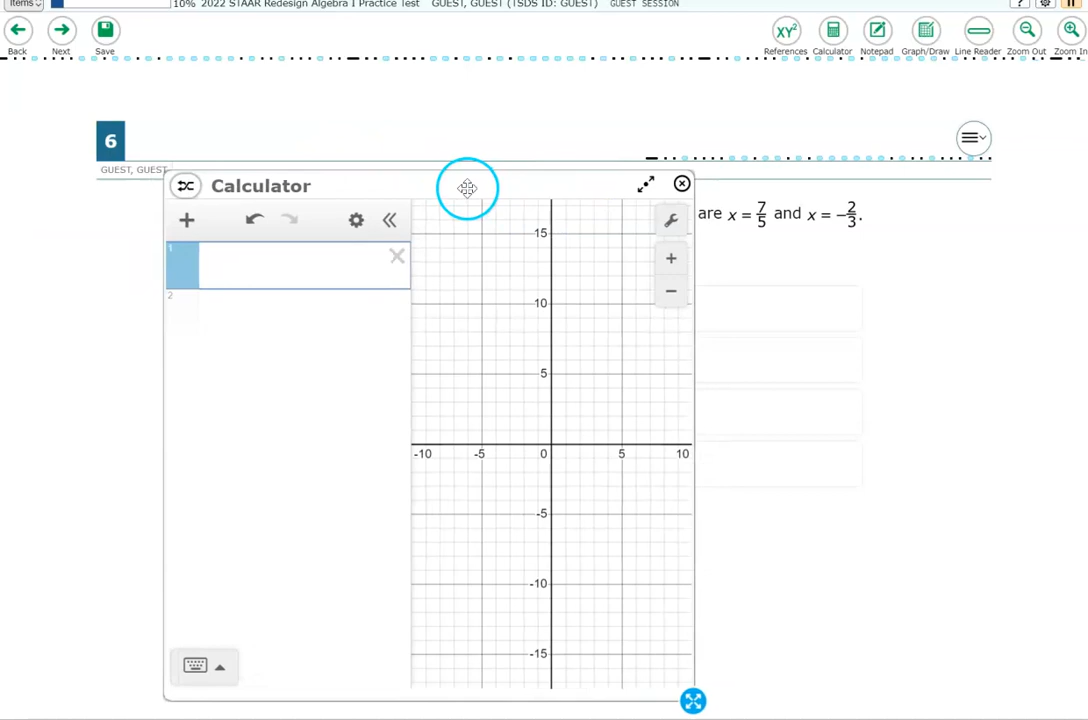 Items 10% 2022 STAAR Redesign Algebra I Practice Test GUEST, GUEST (TSDS ID: GUEST) GUEST SESSION ?
Back Next Save XY² References Calculator Notepad Graph/Draw Line Reader Zoom Out Zoom In
6
GUEST, GUEST
Calculator
are x = 7/5 and x = −2/3.
1
2
15
10
5
-10 -5 0 5 10
-5
-10
-15